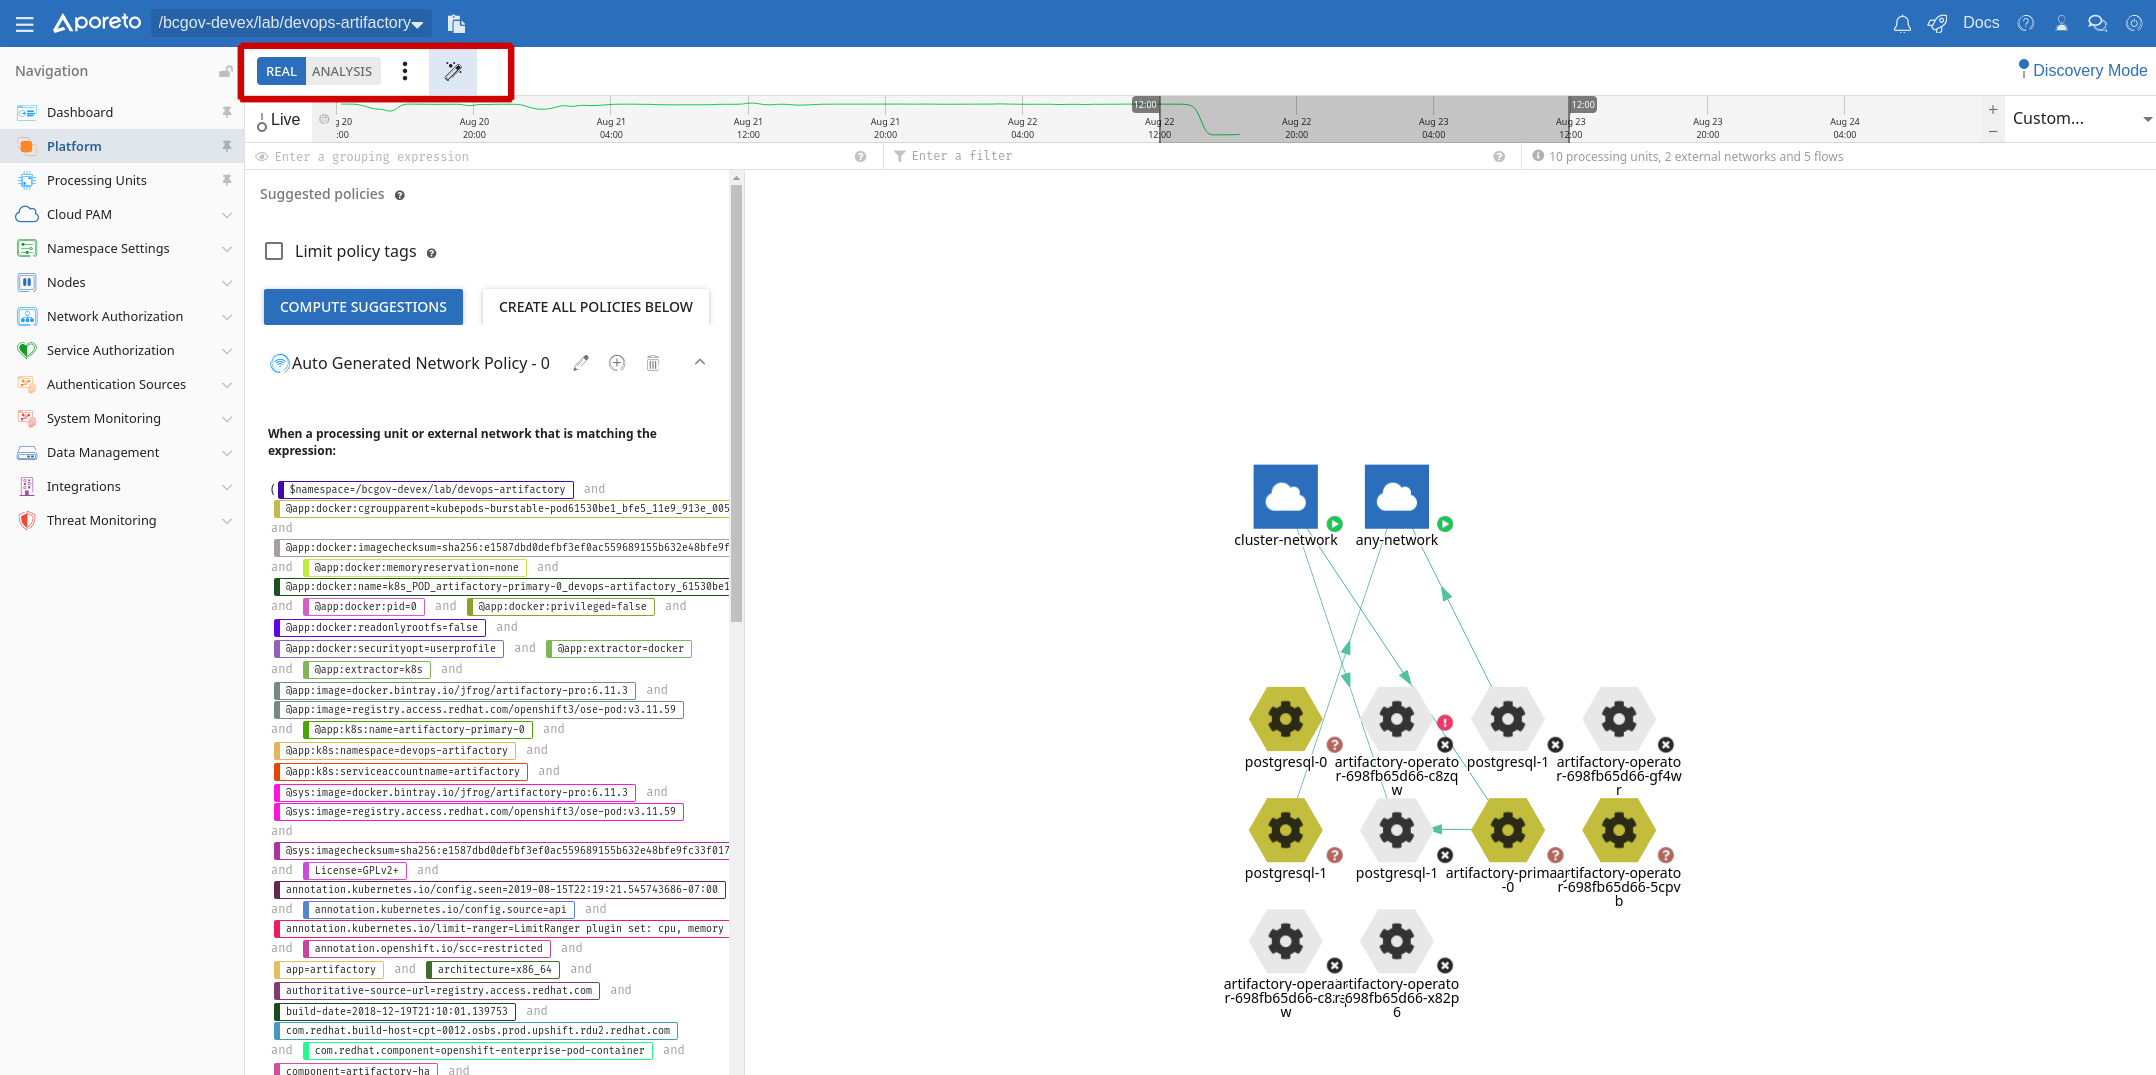 aporeto
/bcgov-devex/lab/devops-artifactory
Docs
Navigation
REAL ANALYSIS
Discovery Mode
Dashboard
Platform
Processing Units
Cloud PAM
Namespace Settings
Nodes
Network Authorization
Service Authorization
Authentication Sources
System Monitoring
Data Management
Integrations
Threat Monitoring
Live
12:00 12:00
20 Aug 20 Aug 21 Aug 21 Aug 21 Aug 22 Aug 22 Aug 22 Aug 23 Aug 23 Aug 23 Aug 24
:00 20:00 04:00 12:00 20:00 04:00 12:00 20:00 04:00 12:00 20:00 04:00
+
−
Custom...
Enter a grouping expression
Enter a filter
10 processing units, 2 external networks and 5 flows
Suggested policies
Limit policy tags
COMPUTE SUGGESTIONS CREATE ALL POLICIES BELOW
Auto Generated Network Policy - 0
When a processing unit or external network that is matching the
expression:
( $namespace=/bcgov-devex/lab/devops-artifactory and
@app:docker:cgroupparent=kubepods-burstable-pod61530be1_bfe5_11e9_913e_005
and
@app:docker:imagechecksum=sha256:e1587dbd0defbf3ef0ac559689155b632e48bfe9f
and @app:docker:memoryreservation=none and
@app:docker:name=k8s_POD_artifactory-primary-0_devops-artifactory_61530be1
and @app:docker:pid=0 and @app:docker:privileged=false and
@app:docker:readonlyrootfs=false and
@app:docker:securityopt=userprofile and @app:extractor=docker
and @app:extractor=k8s and
@app:image=docker.bintray.io/jfrog/artifactory-pro:6.11.3 and
@app:image=registry.access.redhat.com/openshift3/ose-pod:v3.11.59
and @app:k8s:name=artifactory-primary-0 and
@app:k8s:namespace=devops-artifactory and
@app:k8s:serviceaccountname=artifactory and
@sys:image=docker.bintray.io/jfrog/artifactory-pro:6.11.3 and
@sys:image=registry.access.redhat.com/openshift3/ose-pod:v3.11.59
and
@sys:imagechecksum=sha256:e1587dbd0defbf3ef0ac559689155b632e48bfe9fc33f017
and License=GPLv2+ and
annotation.kubernetes.io/config.seen=2019-08-15T22:19:21.545743686-07:00
and annotation.kubernetes.io/config.source=api and
annotation.kubernetes.io/limit-ranger=LimitRanger plugin set: cpu, memory
and annotation.openshift.io/scc=restricted and
app=artifactory and architecture=x86_64 and
authoritative-source-url=registry.access.redhat.com and
build-date=2018-12-19T21:10:01.139753 and
com.redhat.build-host=cpt-0012.osbs.prod.upshift.rdu2.redhat.com
and com.redhat.component=openshift-enterprise-pod-container and
component=artifactory-ha and
cluster-network any-network
postgresql-0
artifactory-operato
r-698fb65d66-c8zq
w
postgresql-1
artifactory-operato
r-698fb65d66-gf4w
r
postgresql-1
postgresql-1
artifactory-prima
-0
artifactory-operato
r-698fb65d66-5cpv
b
artifactory-opera
r-698fb65d66-c8
w
artifactory-operato
r-698fb65d66-x82p
6